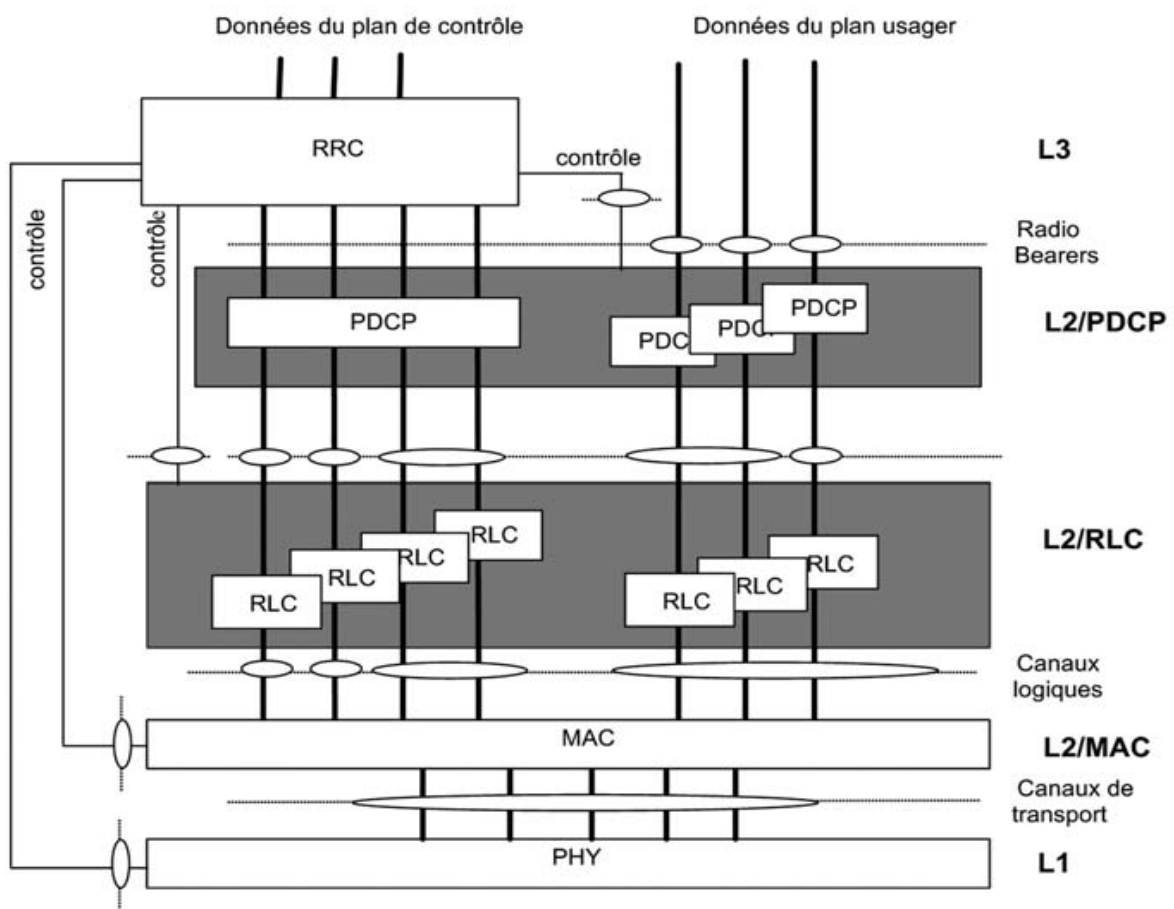 Données du plan de contrôle
Données du plan usager
RRC
L3
contrôle
contrôle
contrôle
Radio
Bearers
PDCP
PDCP
PDCP
PDC
L2/PDCP
RLC
RLC
RLC
RLC
RLC
RLC
RLC
L2/RLC
Canaux
logiques
MAC
L2/MAC
Canaux de
transport
PHY
L1